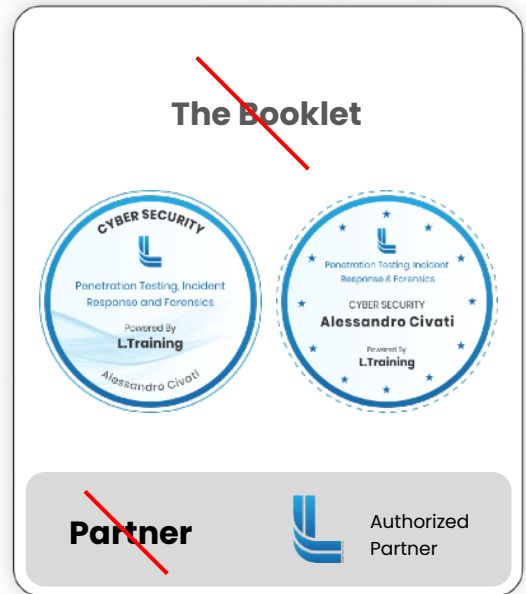 The Booklet
CYBER SECURITY
Penetration Testing, Incident
Response and Forensics
Powered By
L.Training
Alessandro Civati
Penetration Testing, Incident
Response & Forensics
CYBER SECURITY
Alessandro Civati
Powered By
L.Training
Partner
Authorized
Partner